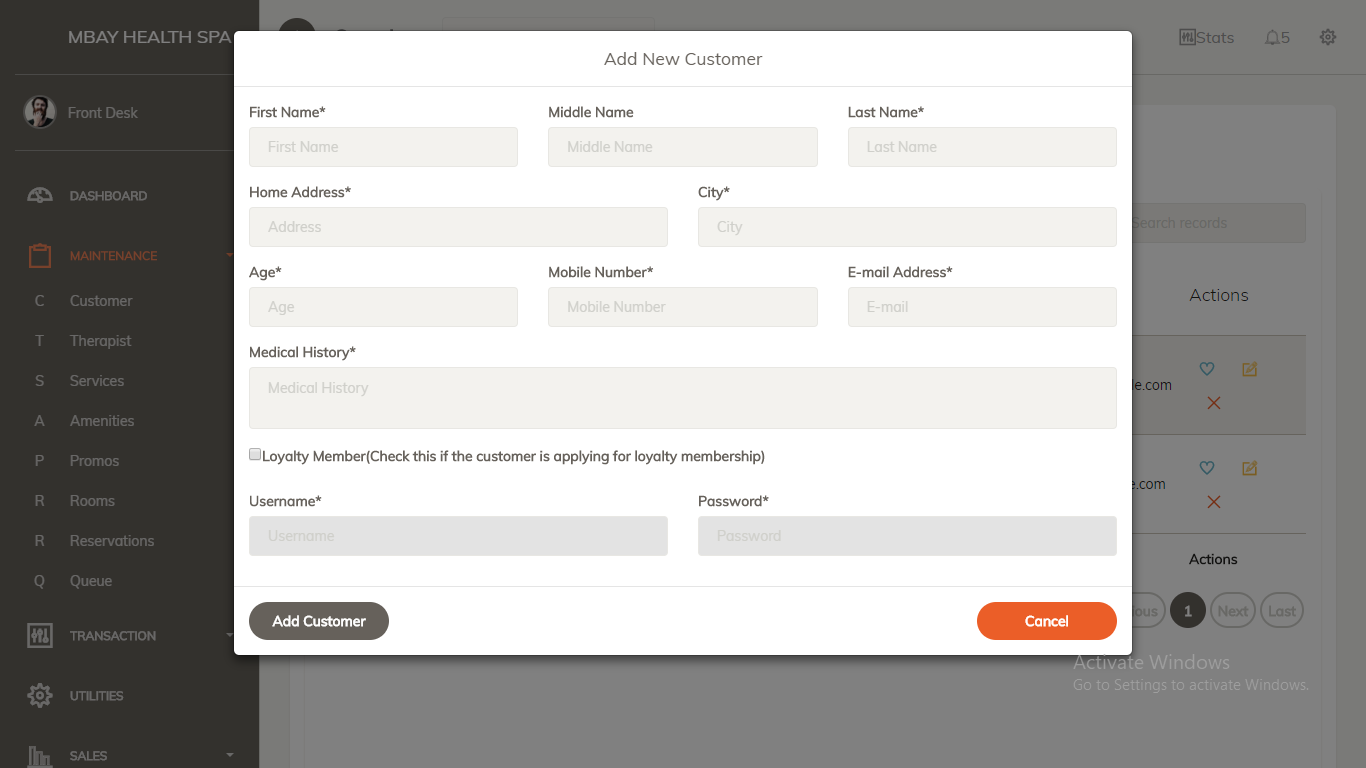 MBAY HEALTH SPA
Stats
5
Front Desk
DASHBOARD
MAINTENANCE
C Customer
T Therapist
S Services
A Amenities
P Promos
R Rooms
R Reservations
Q Queue
TRANSACTION
UTILITIES
SALES
Add New Customer
First Name* Middle Name Last Name*
First Name Middle Name Last Name
Home Address* City*
Address City
Age* Mobile Number* E-mail Address*
Age Mobile Number E-mail
Medical History*
Medical History
Loyalty Member(Check this if the customer is applying for loyalty membership)
Username* Password*
Username Password
Add Customer Cancel
Search records
Actions
le.com
e.com
Actions
ous 1 Next Last
Activate Windows
Go to Settings to activate Windows.